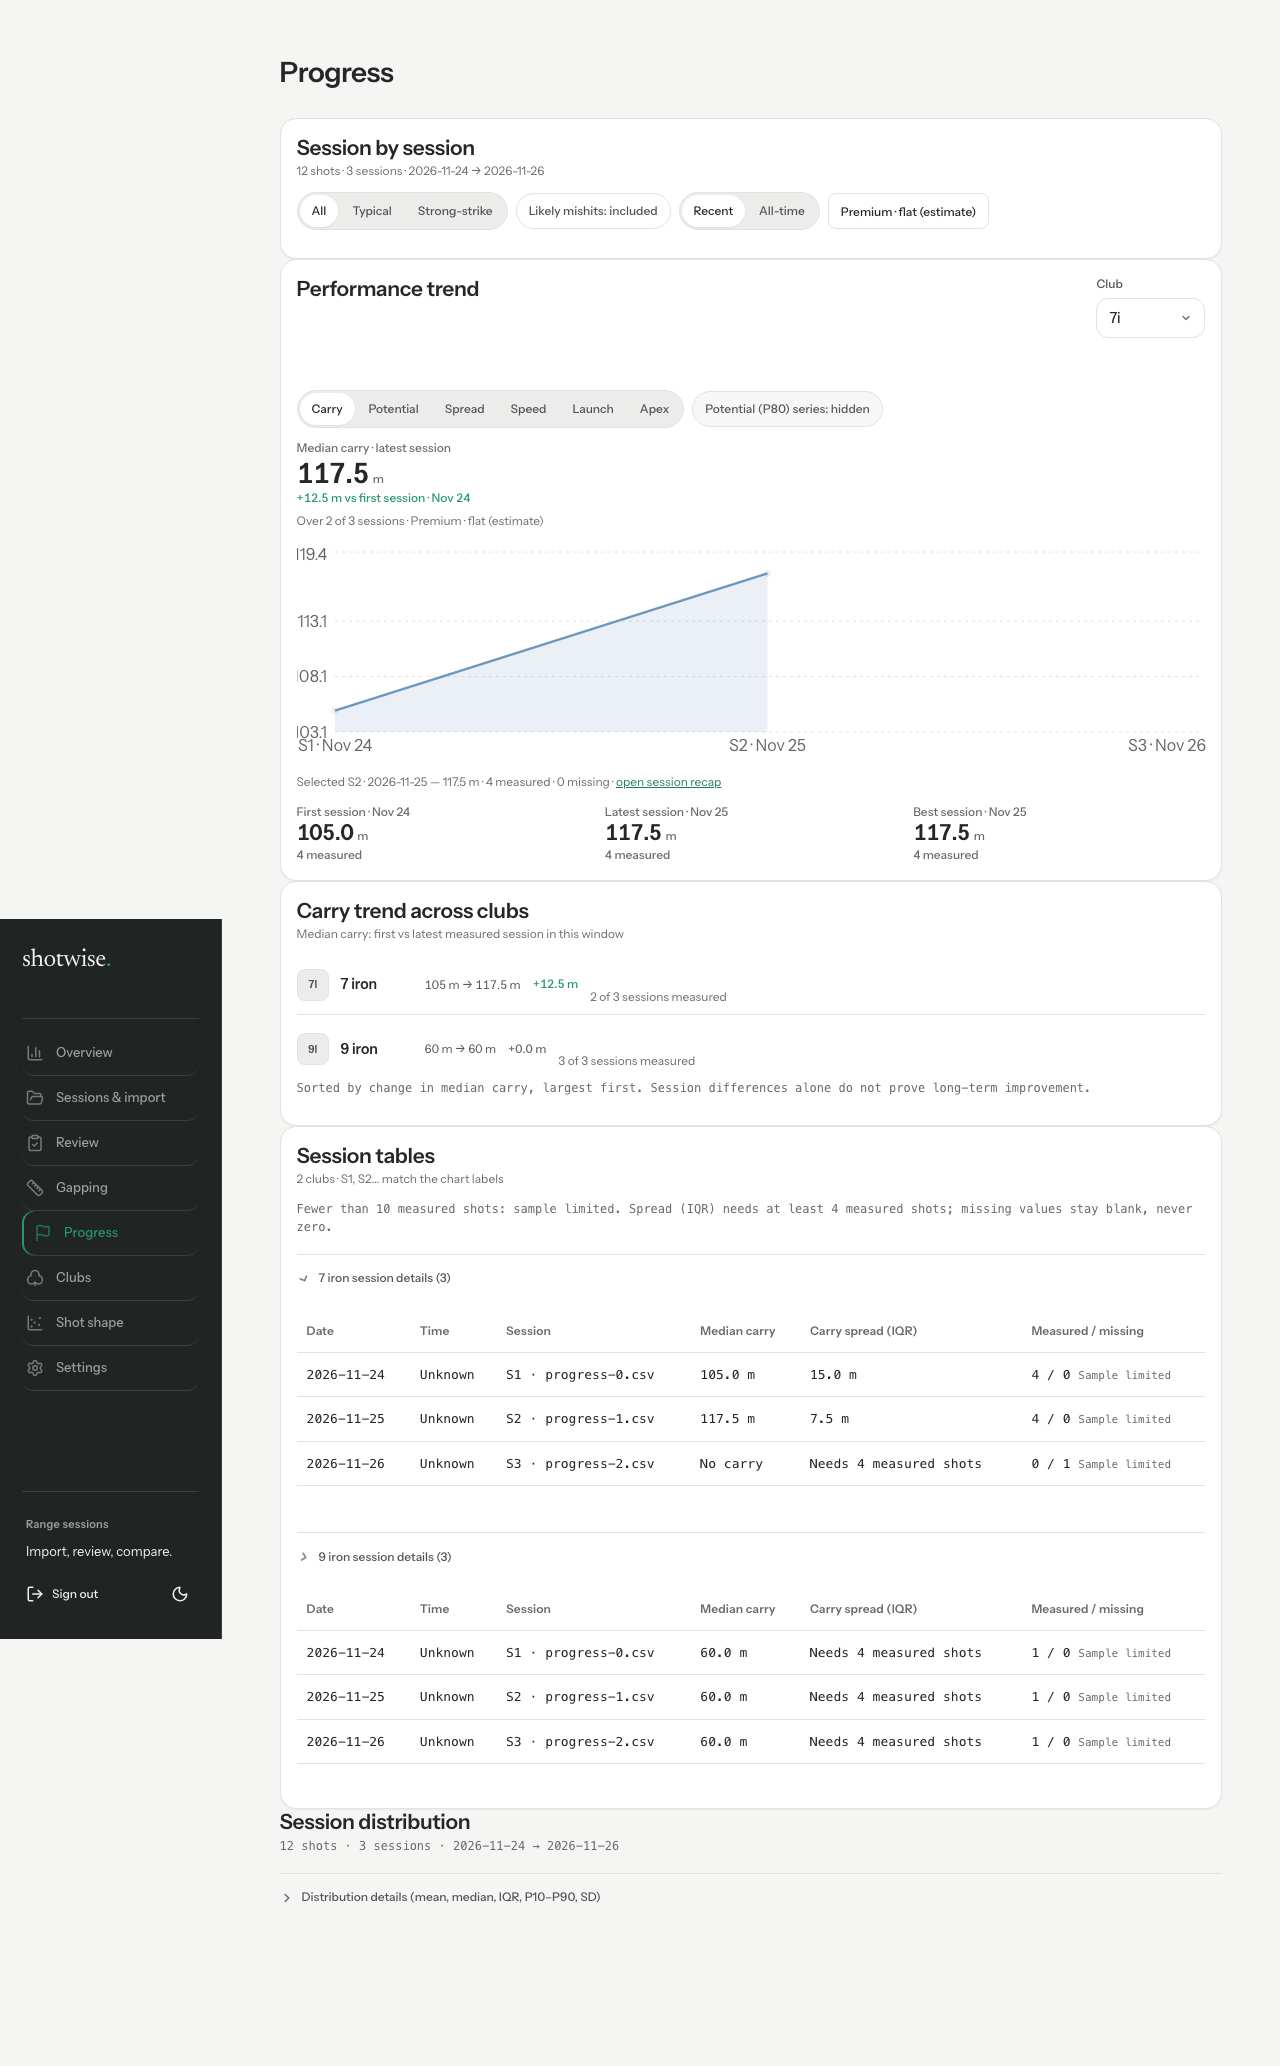 Progress
Session by session
12 shots · 3 sessions · 2026-11-24 → 2026-11-26
All Typical Strong-strike Likely mishits: included Recent All-time Premium · flat (estimate)
Performance trend
Club
7i
Carry Potential Spread Speed Launch Apex Potential (P80) series: hidden
Median carry · latest session
117.5 m
+12.5 m vs first session · Nov 24
Over 2 of 3 sessions · Premium · flat (estimate)
119.4
113.1
108.1
103.1
S1 · Nov 24 S2 · Nov 25 S3 · Nov 26
Selected S2 · 2026-11-25 — 117.5 m · 4 measured · 0 missing · open session recap
First session · Nov 24 Latest session · Nov 25 Best session · Nov 25
105.0 m 117.5 m 117.5 m
4 measured 4 measured 4 measured
Carry trend across clubs
Median carry: first vs latest measured session in this window
7I 7 iron 105 m → 117.5 m +12.5 m 2 of 3 sessions measured
9I 9 iron 60 m → 60 m +0.0 m 3 of 3 sessions measured
Sorted by change in median carry, largest first. Session differences alone do not prove long-term improvement.
Session tables
2 clubs · S1, S2… match the chart labels
Fewer than 10 measured shots: sample limited. Spread (IQR) needs at least 4 measured shots; missing values stay blank, never
zero.
7 iron session details (3)
Date Time Session Median carry Carry spread (IQR) Measured / missing
2026-11-24 Unknown S1 · progress-0.csv 105.0 m 15.0 m 4 / 0 Sample limited
2026-11-25 Unknown S2 · progress-1.csv 117.5 m 7.5 m 4 / 0 Sample limited
2026-11-26 Unknown S3 · progress-2.csv No carry Needs 4 measured shots 0 / 1 Sample limited
9 iron session details (3)
Date Time Session Median carry Carry spread (IQR) Measured / missing
2026-11-24 Unknown S1 · progress-0.csv 60.0 m Needs 4 measured shots 1 / 0 Sample limited
2026-11-25 Unknown S2 · progress-1.csv 60.0 m Needs 4 measured shots 1 / 0 Sample limited
2026-11-26 Unknown S3 · progress-2.csv 60.0 m Needs 4 measured shots 1 / 0 Sample limited
Session distribution
12 shots · 3 sessions · 2026-11-24 → 2026-11-26
Distribution details (mean, median, IQR, P10–P90, SD)
shotwise.
Overview
Sessions & import
Review
Gapping
Progress
Clubs
Shot shape
Settings
Range sessions
Import, review, compare.
Sign out